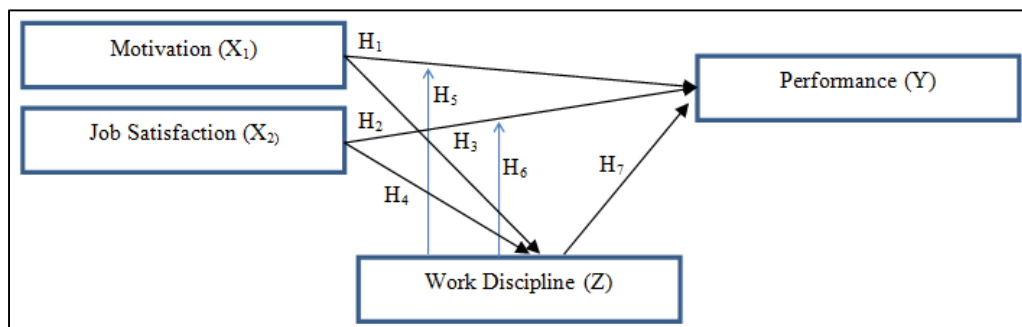 Motivation (X₁)
H₁
Performance (Y)
H₅
Job Satisfaction (X₂)
H₂
H₃
H₆
H₇
H₄
Work Discipline (Z)